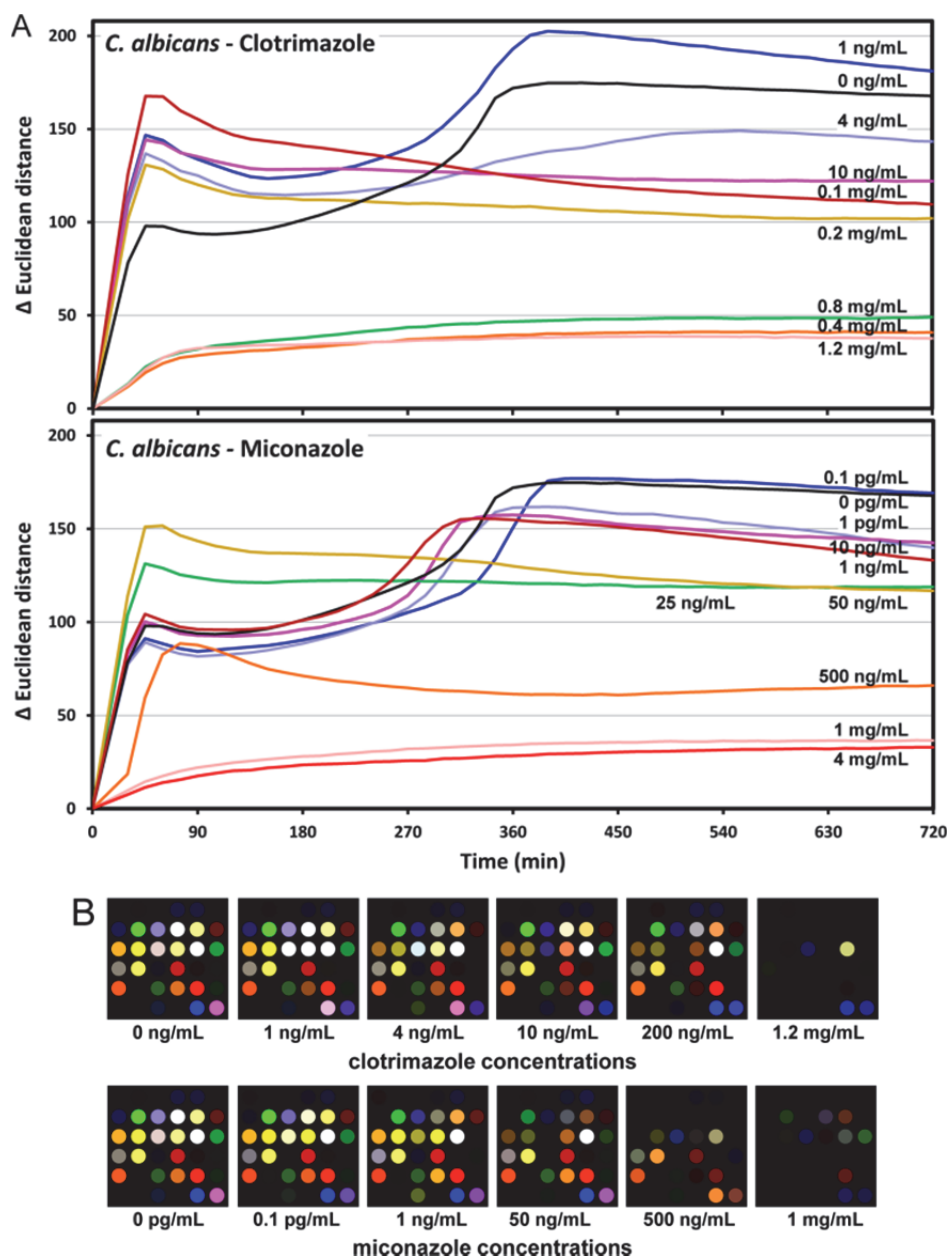 A
C. albicans - Clotrimazole
Δ Euclidean distance
200
150
100
50
0
1 ng/mL
0 ng/mL
4 ng/mL
10 ng/mL
0.1 mg/mL
0.2 mg/mL
0.8 mg/mL
0.4 mg/mL
1.2 mg/mL
C. albicans - Miconazole
Δ Euclidean distance
200
150
100
50
0
0.1 pg/mL
0 pg/mL
1 pg/mL
10 pg/mL
1 ng/mL
25 ng/mL 50 ng/mL
500 ng/mL
1 mg/mL
4 mg/mL
0 90 180 270 360 450 540 630 720
Time (min)
B
0 ng/mL 1 ng/mL 4 ng/mL 10 ng/mL 200 ng/mL 1.2 mg/mL
clotrimazole concentrations
0 pg/mL 0.1 pg/mL 1 ng/mL 50 ng/mL 500 ng/mL 1 mg/mL
miconazole concentrations